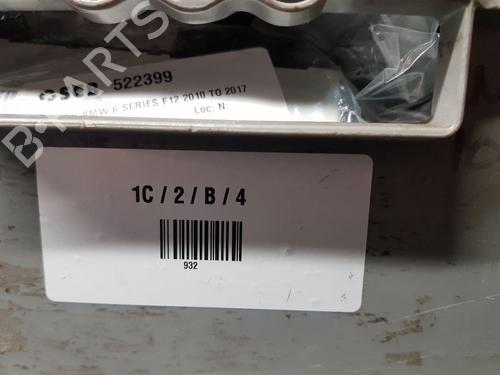 522399
BMW 6 SERIES F12 2010 TO 2017
Loc: N:
1C / 2 / B / 4
932
B-PARTS